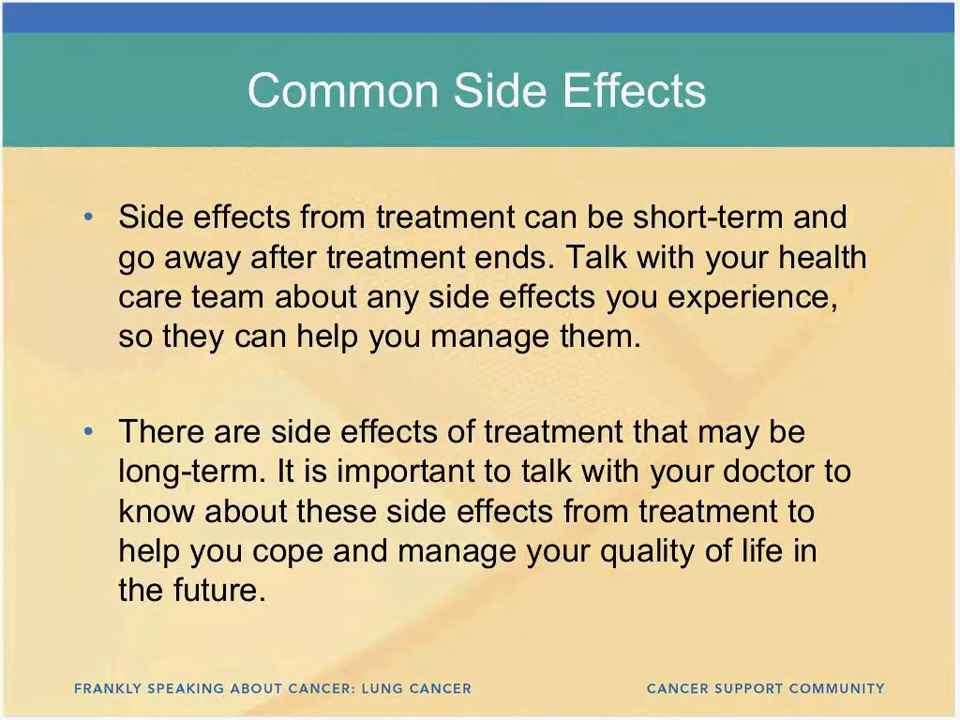 Common Side Effects
• Side effects from treatment can be short-term and
go away after treatment ends. Talk with your health
care team about any side effects you experience,
so they can help you manage them.
• There are side effects of treatment that may be
long-term. It is important to talk with your doctor to
know about these side effects from treatment to
help you cope and manage your quality of life in
the future.
FRANKLY SPEAKING ABOUT CANCER: LUNG CANCER
CANCER SUPPORT COMMUNITY